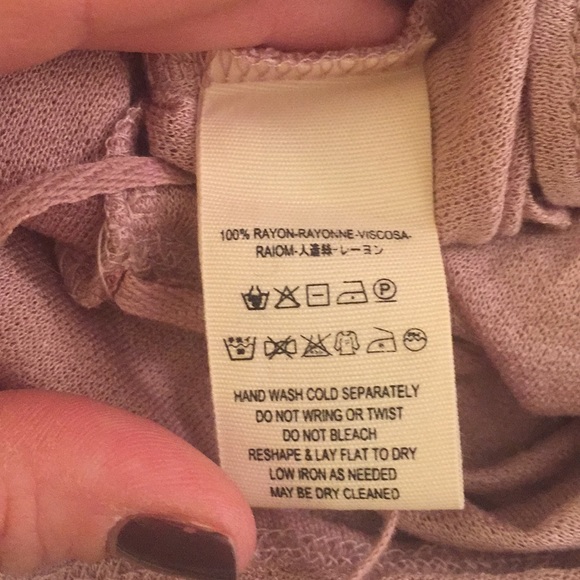 100% RAYON-RAYONNE-VISCOSA-
RAIOM-人造絲-レーヨン
P
HAND WASH COLD SEPARATELY
DO NOT WRING OR TWIST
DO NOT BLEACH
RESHAPE & LAY FLAT TO DRY
LOW IRON AS NEEDED
MAY BE DRY CLEANED